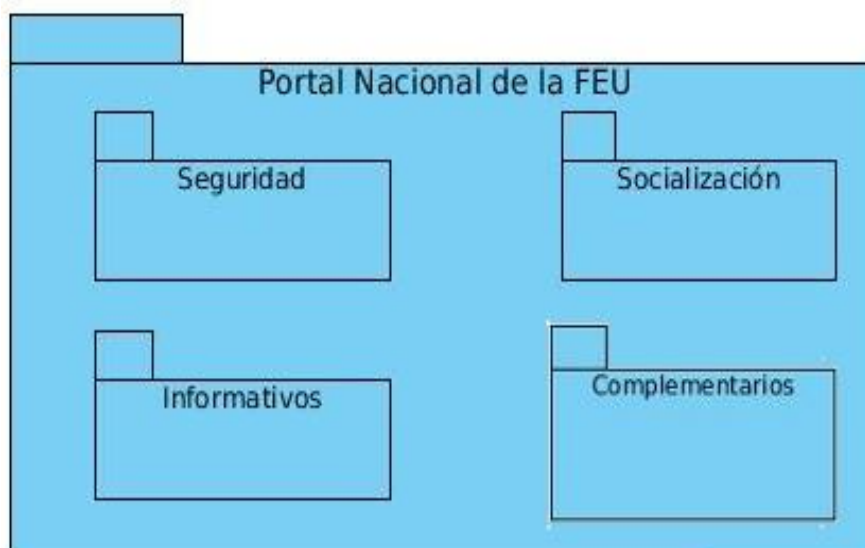 Portal Nacional de la FEU
Seguridad
Socialización
Informativos
Complementarios